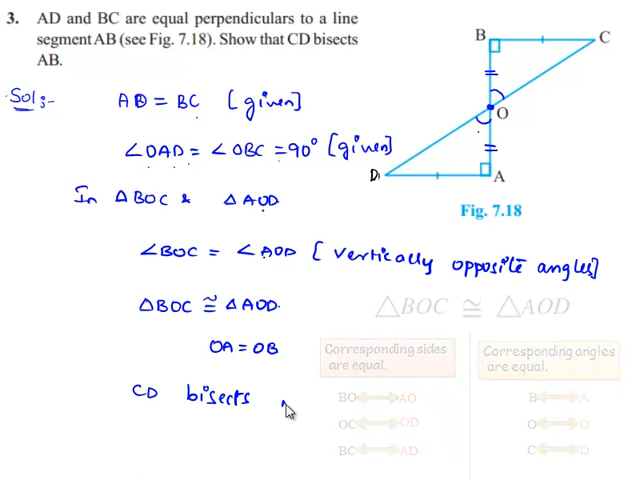 3. AD and BC are equal perpendiculars to a line
segment AB (see Fig. 7.18). Show that CD bisects
AB.
Sol:-
AD = BC [given]
∠OAD = ∠OBC = 90° [given]
In △BOC & △AOD
∠BOC = ∠AOD [vertically opposite angles]
△BOC ≅ △AOD.
OA = OB
CD bisects
B
C
O
D
A
Fig. 7.18
△BOC ≅ △AOD
Corresponding sides
are equal.
BO AO
OC OD
BC AD
Corresponding angles
are equal.
B A
O O
C D